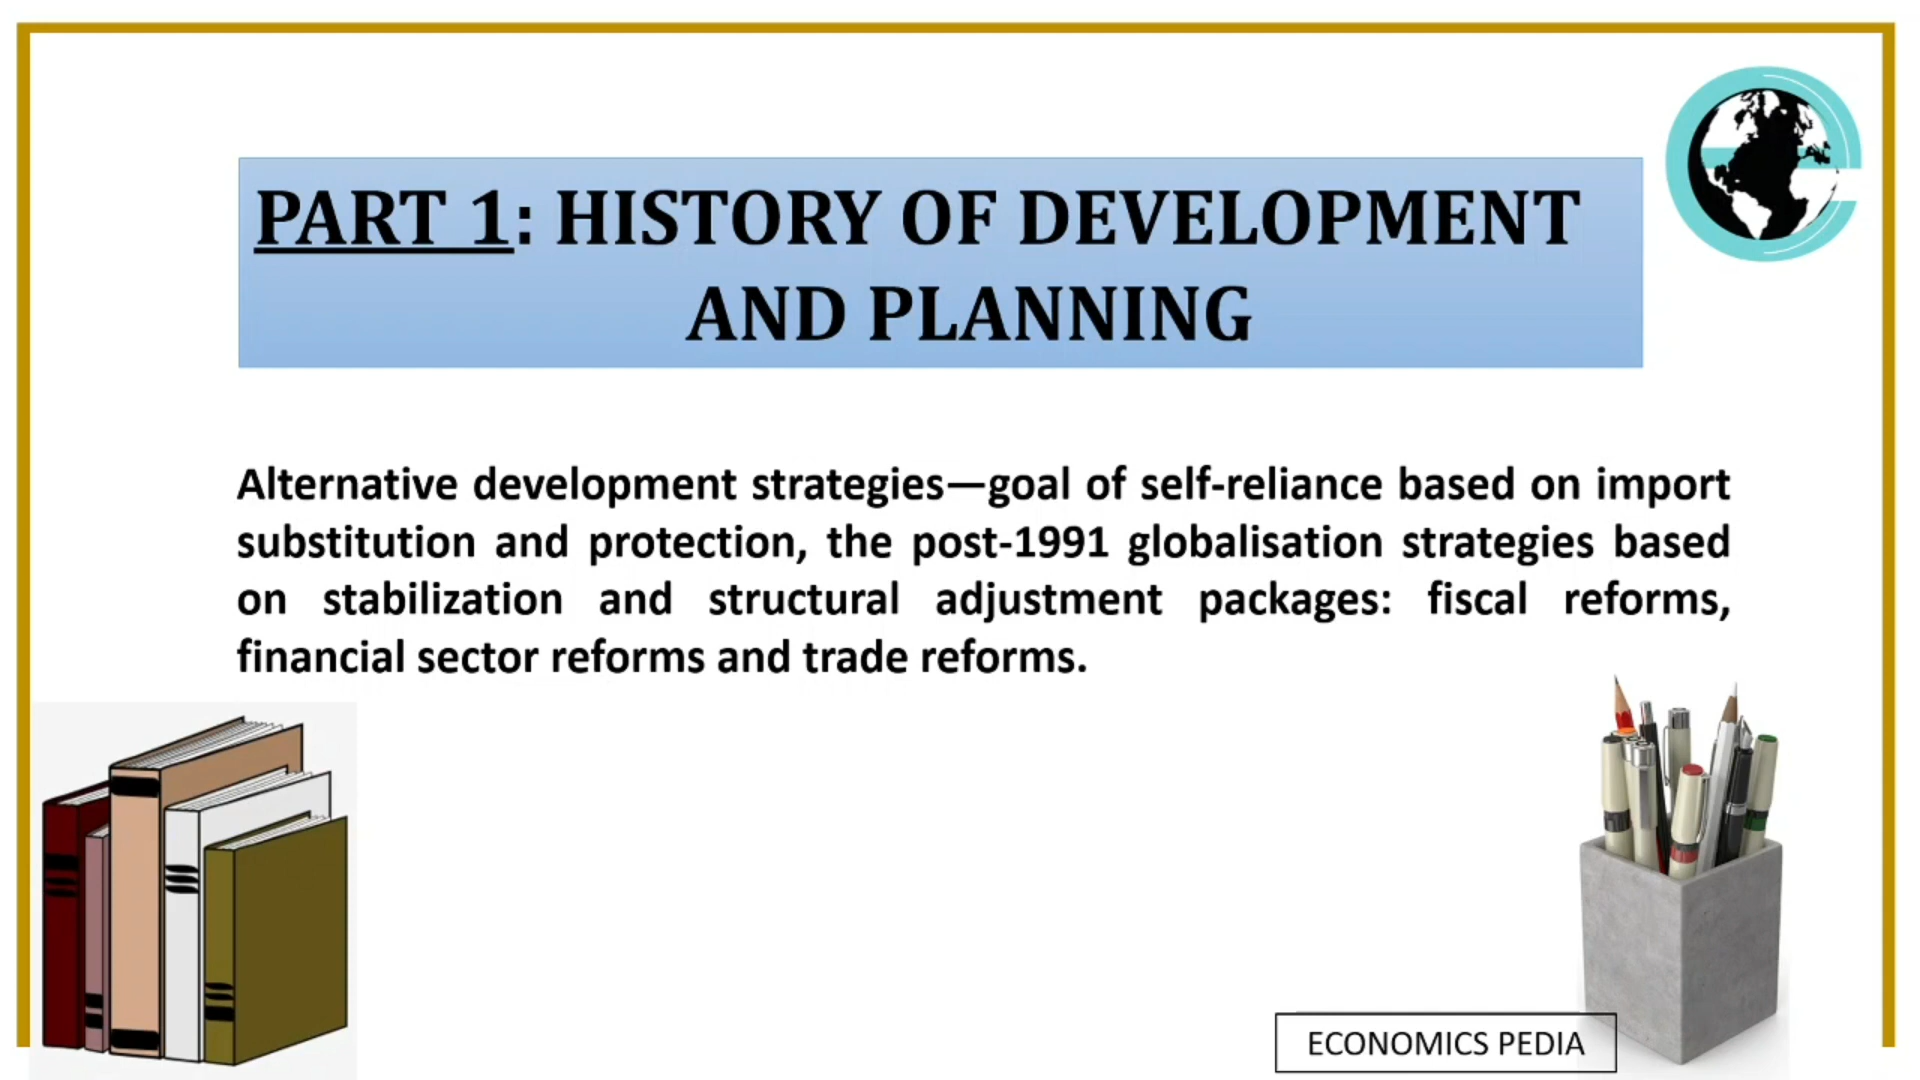 PART 1: HISTORY OF DEVELOPMENT
AND PLANNING
Alternative development strategies—goal of self-reliance based on import
substitution and protection, the post-1991 globalisation strategies based
on stabilization and structural adjustment packages: fiscal reforms,
financial sector reforms and trade reforms.
ECONOMICS PEDIA